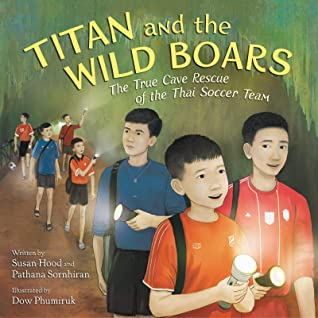 TITAN AND THE
WILD BOARS
The True Cave Rescue
of the Thai Soccer Team
Written by
Susan Hood
and
Pathana Sornhiran
Illustrated by
Dow Phumiruk